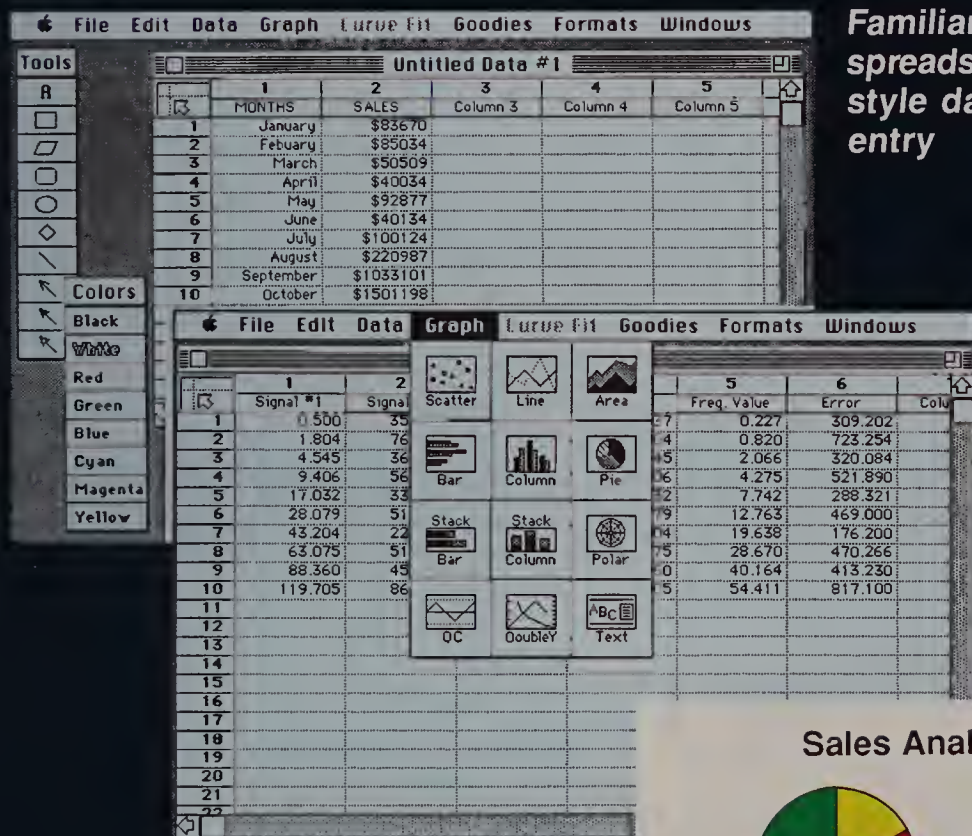 File Edit Data Graph Curve Fit Goodies Formats Windows
Tools
A
Untitled Data #1
1 2 3 4 5
MONTHS SALES Column 3 Column 4 Column 5
1 January $83670
2 Febuary $85034
3 March $50509
4 April $40034
5 May $92877
6 June $40134
7 July $100124
8 August $220987
9 September $1033101
10 October $1501198
Colors
Black
White
Red
Green
Blue
Cyan
Magenta
Yellow
Familiar
spreads
style da
entry
File Edit Data Graph Curve Fit Goodies Formats Windows
1 2 5 6
Signal #1 Signal Freq. Value Error Colu
1 0.500 35 7 0.227 309.202
2 1.804 76 4 0.820 723.254
3 4.545 36 5 2.066 320.084
4 9.406 56 06 4.275 521.890
5 17.032 33 2 7.742 288.321
6 28.079 51 9 12.763 469.000
7 43.204 22 04 19.638 176.200
8 63.075 51 75 28.670 470.266
9 88.360 45 0 40.164 413.230
10 119.705 86 5 54.411 817.100
11
12
13
14
15
16
17
18
19
20
21
22
Scatter Line Area
Bar Column Pie
Stack Bar Stack Column Polar
QC DoubleY ABC Text
Sales Anal